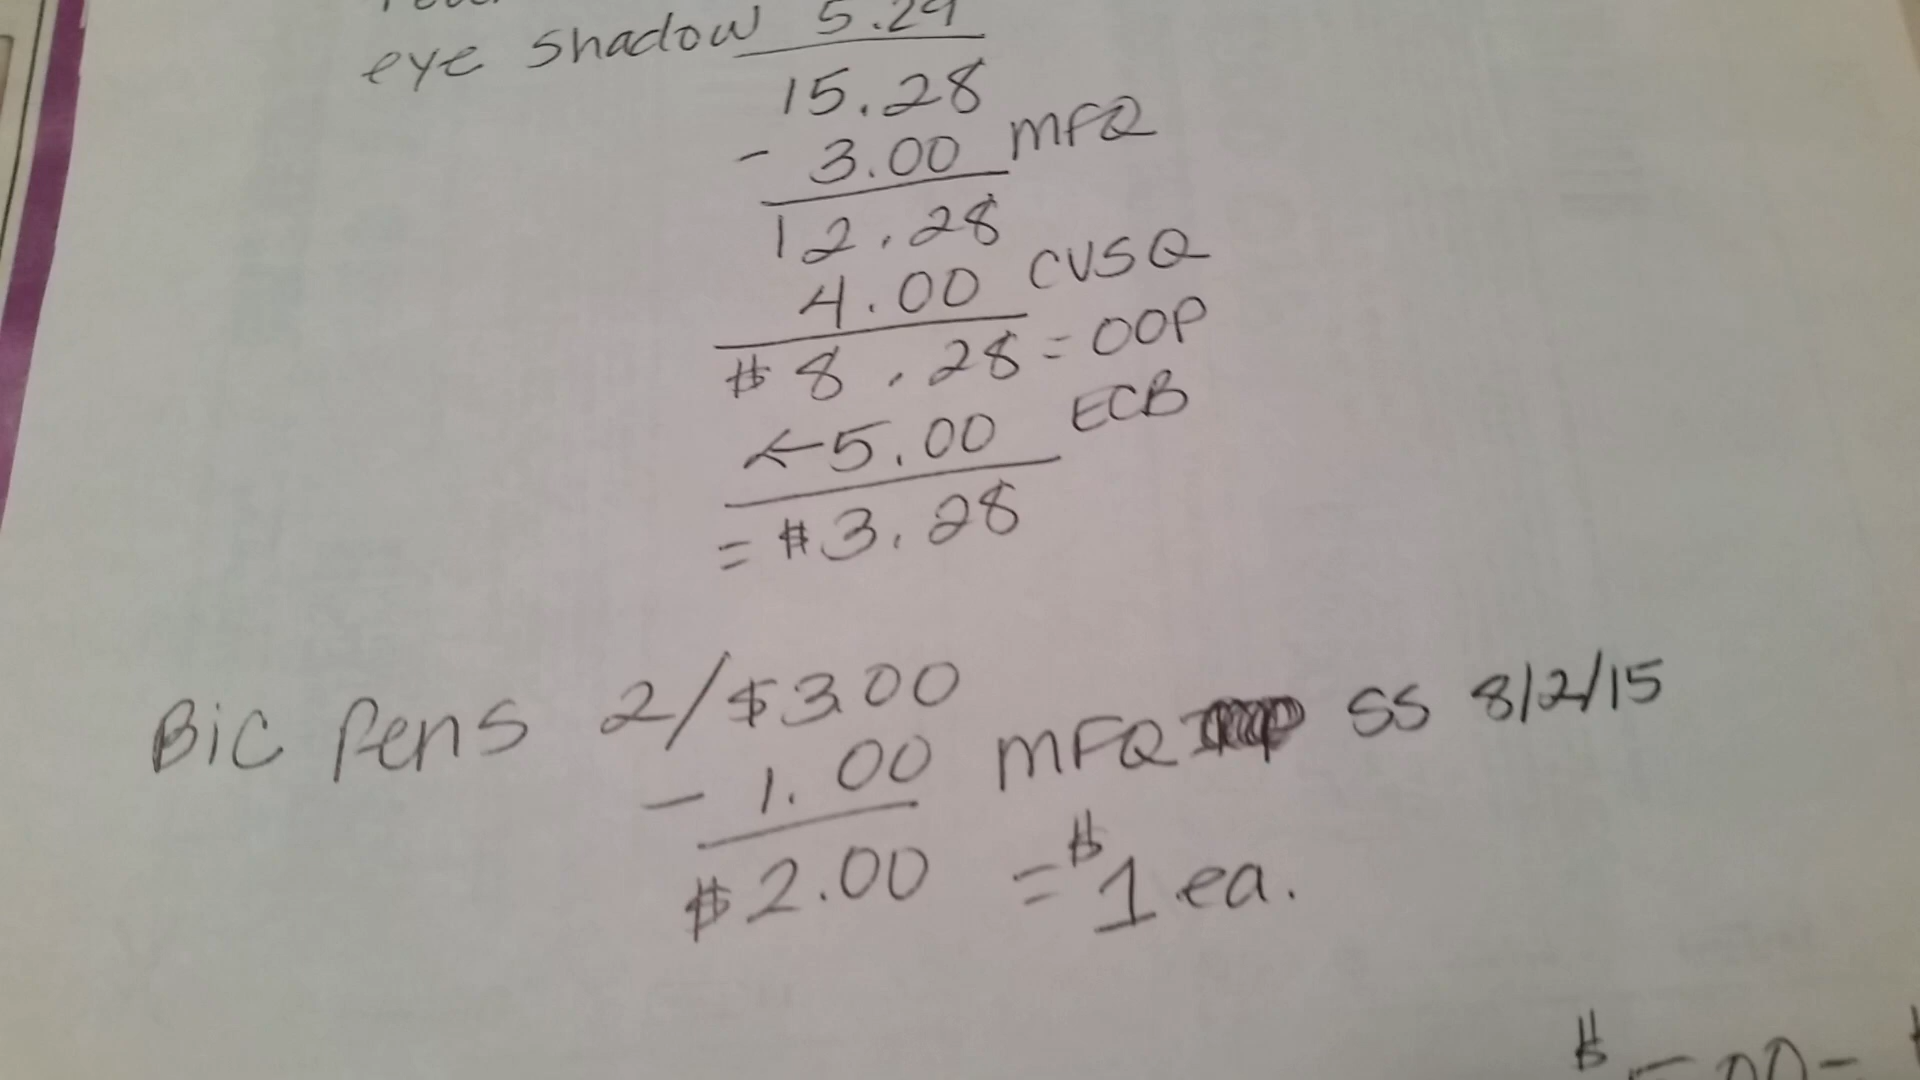 eye shadow 5.29
15.28
- 3.00 MFQ
12.28
4.00 CVSQ
$8.28 = OOP
←5.00 ECB
= $3.28
Bic Pens 2/$3.00
- 1.00 MFQ SS 8/2/15
$2.00 = $1 ea.